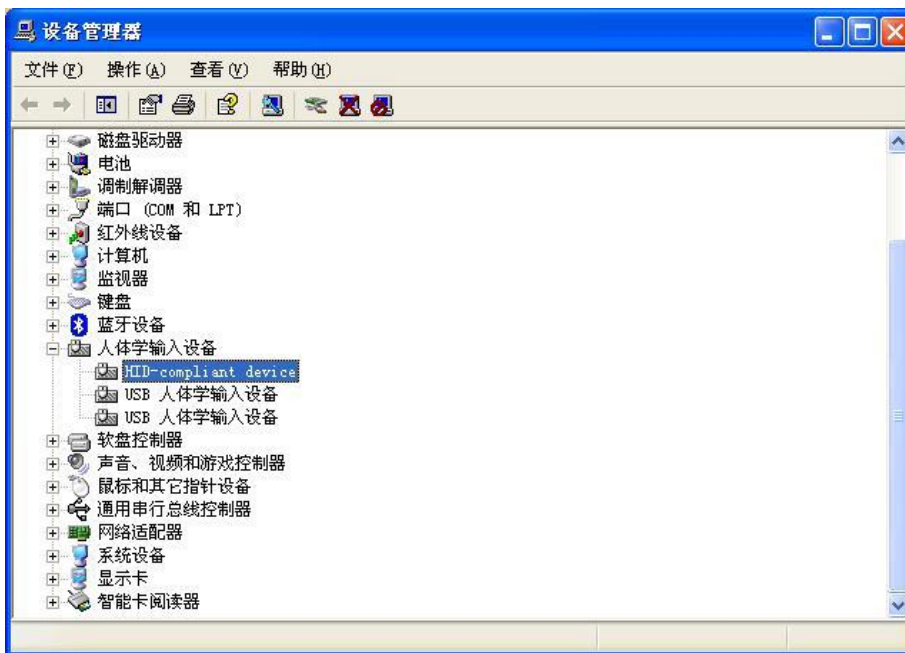 设备管理器
文件(F) 操作(A) 查看(V) 帮助(H)
磁盘驱动器
电池
调制解调器
端口 (COM 和 LPT)
红外线设备
计算机
监视器
键盘
蓝牙设备
人体学输入设备
HID-compliant device
USB 人体学输入设备
USB 人体学输入设备
软盘控制器
声音、视频和游戏控制器
鼠标和其它指针设备
通用串行总线控制器
网络适配器
系统设备
显示卡
智能卡阅读器